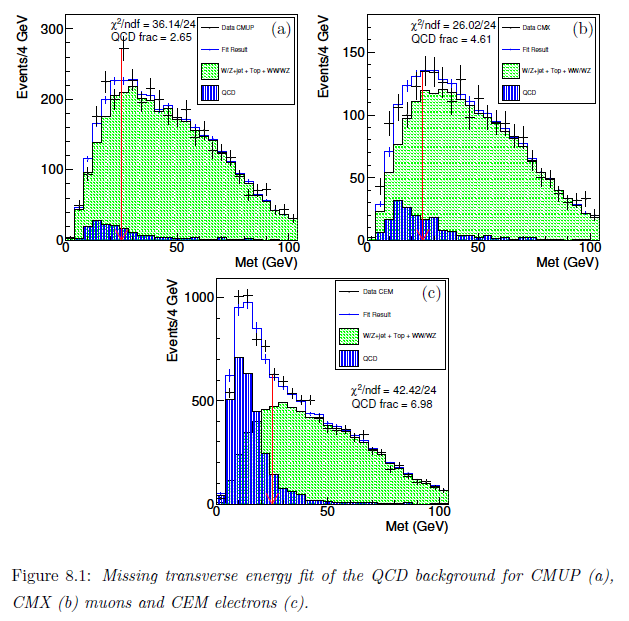 χ²/ndf = 36.14/24
QCD frac = 2.65
(a)
Data CMUP
Fit Result
W/Z+jet + Top + WW/WZ
QCD
Events/4 GeV
300
200
100
0
0 50 100
Met (GeV)
χ²/ndf = 26.02/24
QCD frac = 4.61
(b)
Data CMX
Fit Result
W/Z+jet + Top + WW/WZ
QCD
Events/4 GeV
150
100
50
0
0 50 100
Met (GeV)
(c)
Data CEM
Fit Result
W/Z+jet + Top + WW/WZ
QCD
χ²/ndf = 42.42/24
QCD frac = 6.98
Events/4 GeV
1000
500
0
0 50 100
Met (GeV)
Figure 8.1: Missing transverse energy fit of the QCD background for CMUP (a),
CMX (b) muons and CEM electrons (c).